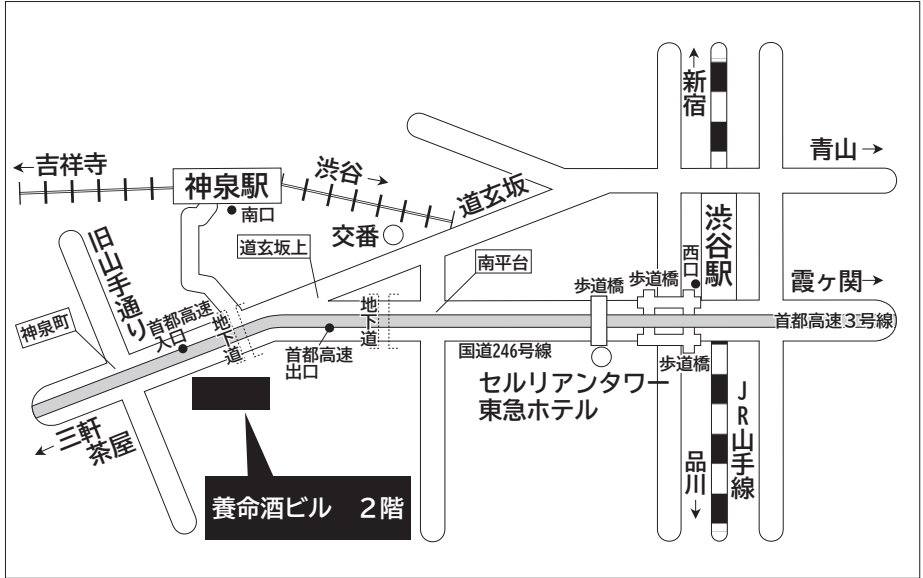 ↑
新宿
青山→
←吉祥寺
神泉駅
渋谷→
道玄坂
南口
交番
道玄坂上
南平台
渋谷駅
西口
歩道橋
歩道橋
霞ヶ関→
旧山手通り
神泉町
首都高速
入口
地下道
地下道
首都高速3号線
首都高速
出口
国道246号線
歩道橋
セルリアンタワー
東急ホテル
←三軒
茶屋
JR山手線
品川
↓
養命酒ビル 2階